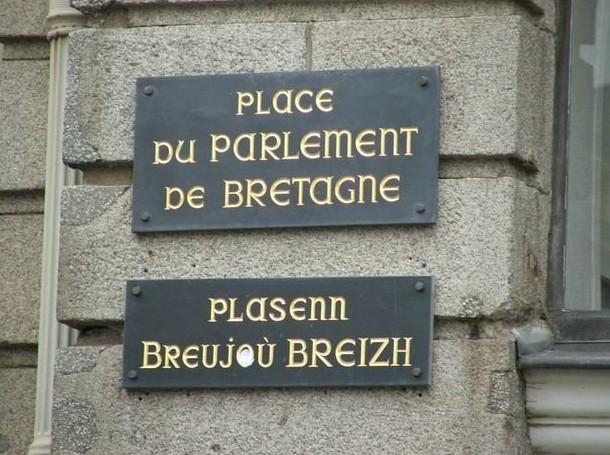 PLACE
DU PARLEMENT
DE BRETAGNE
PLASENN
BREUJOÙ BREIZH